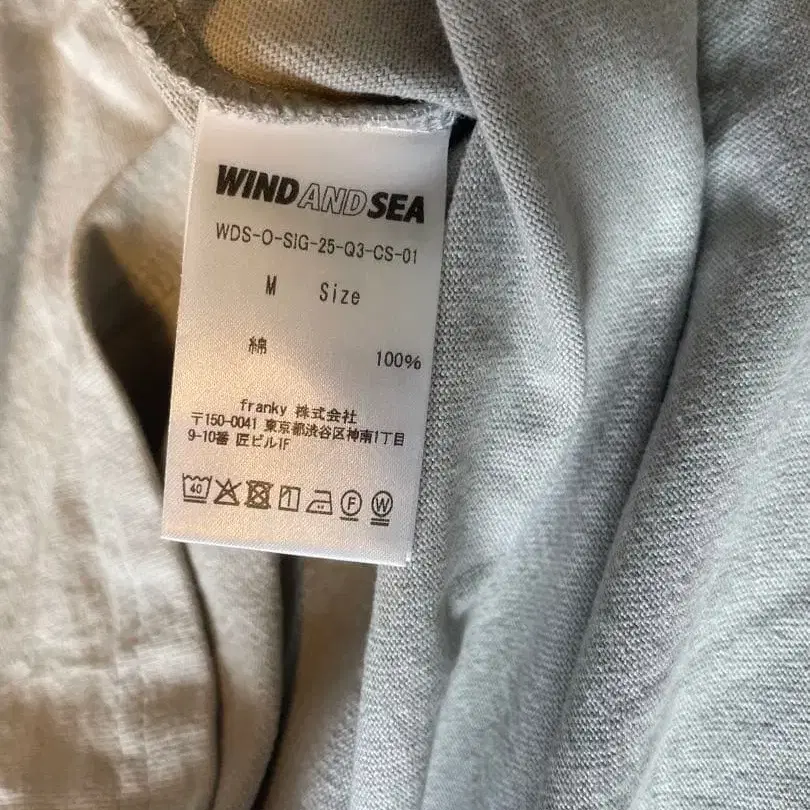 WIND AND SEA
WDS-O-SIG-25-Q3-CS-01
M Size
綿 100%
franky 株式会社
〒150-0041 東京都渋谷区神南1丁目
9-10番 匠ビル1F
40 F W